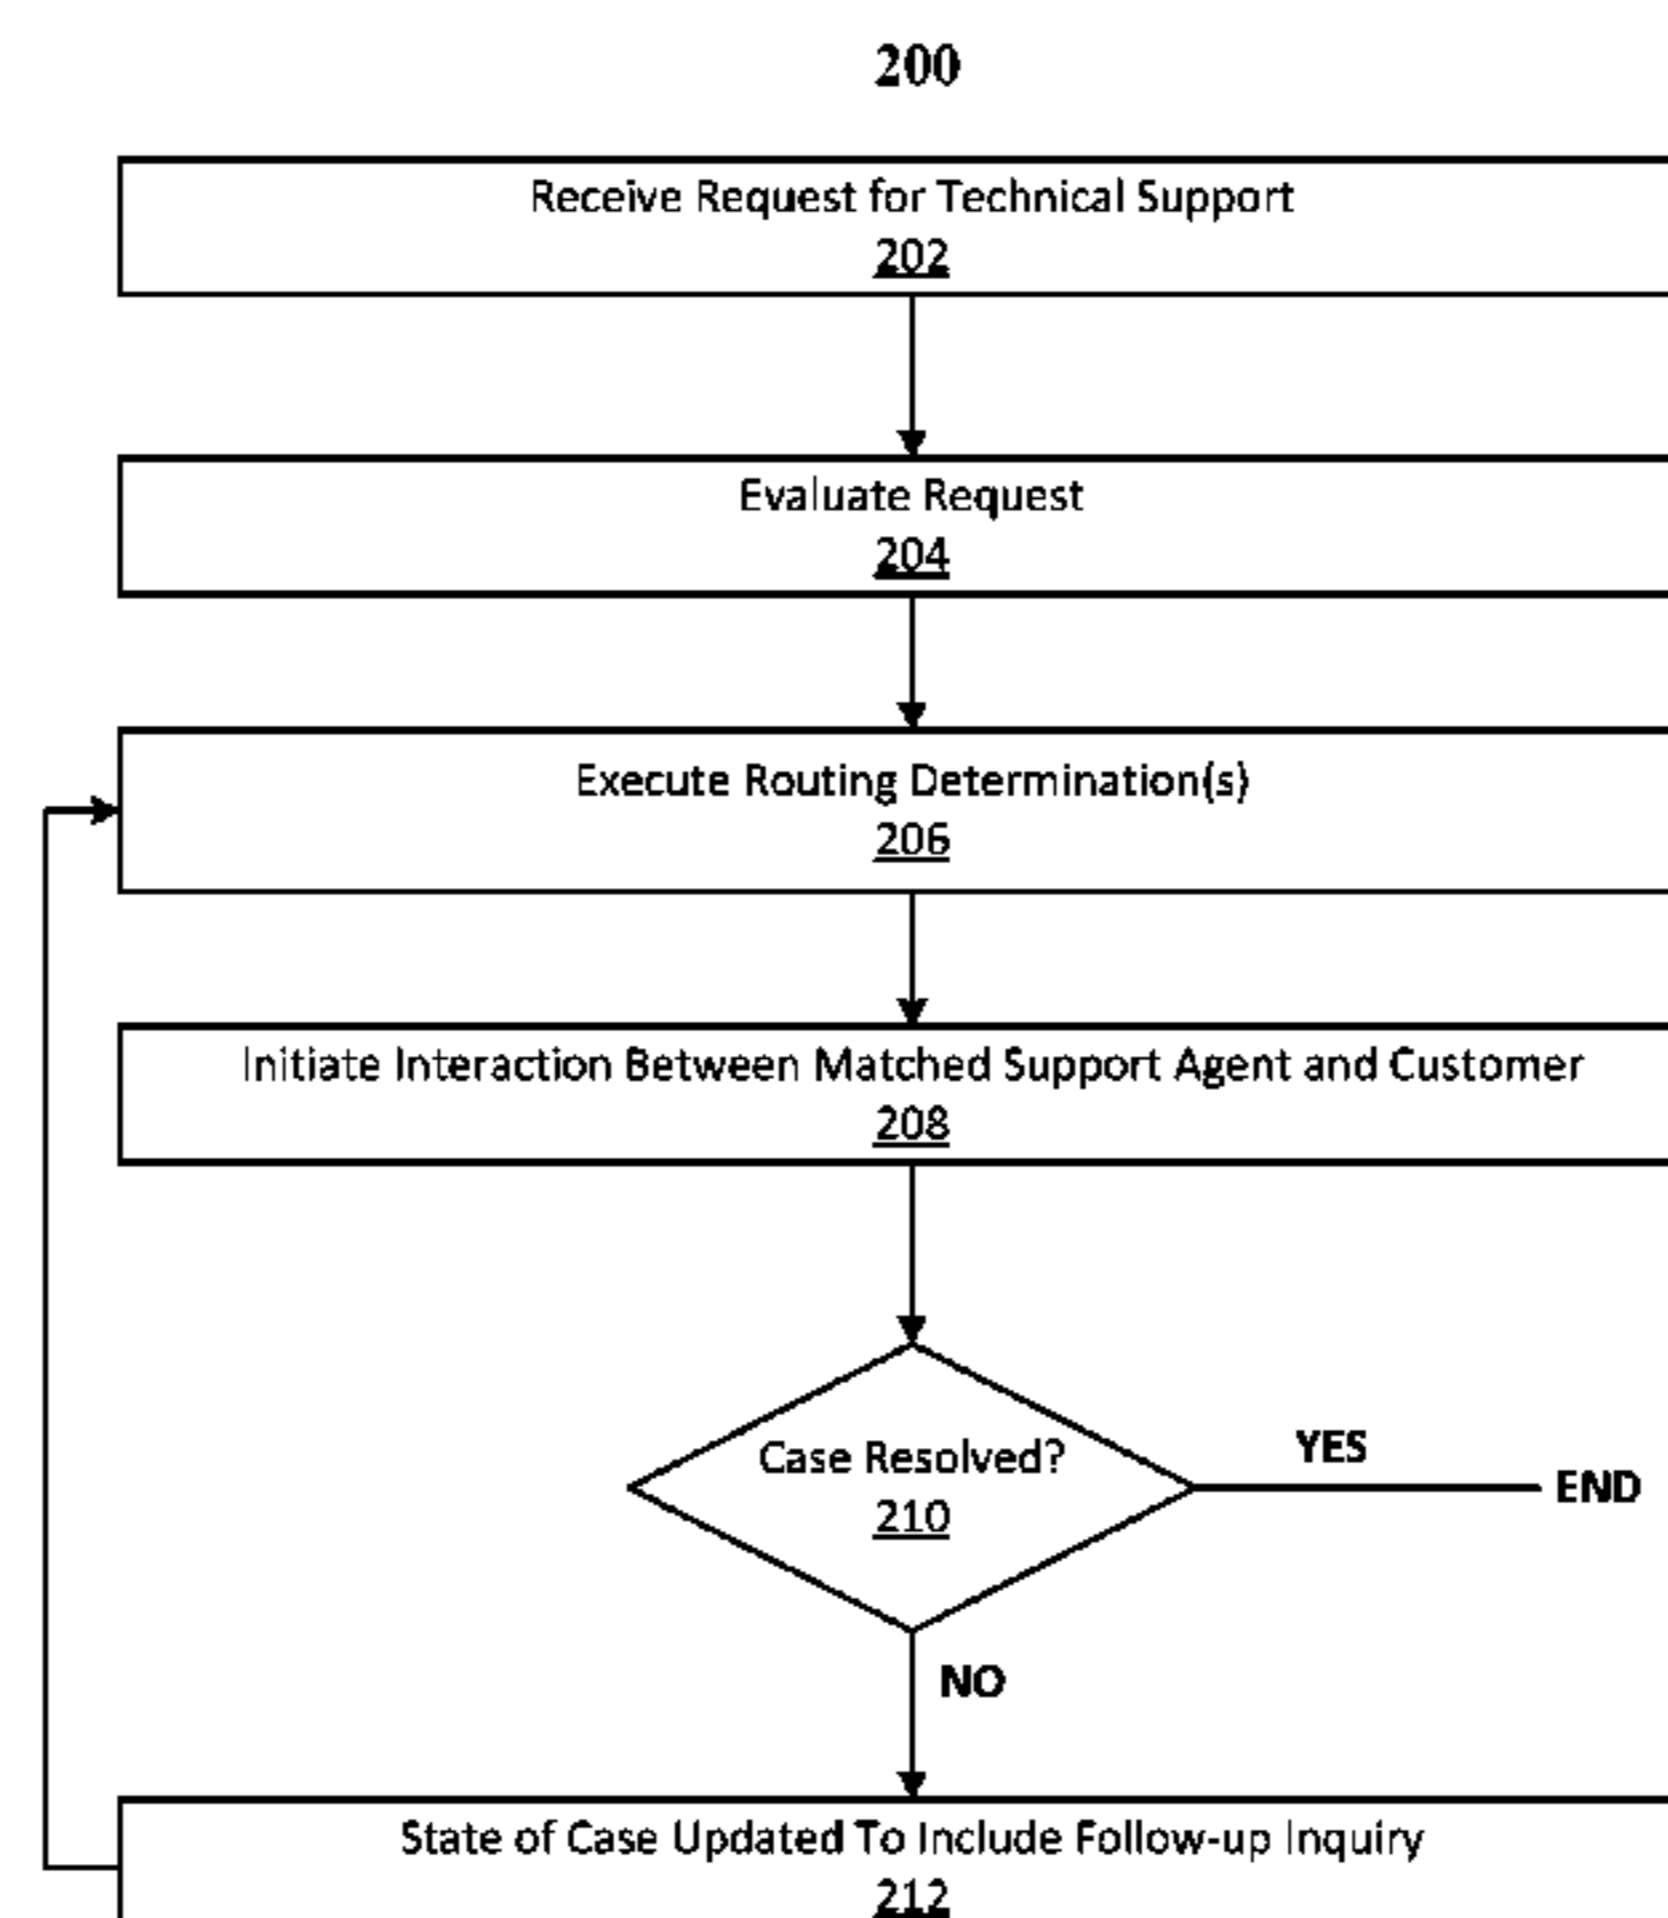 200
Receive Request for Technical Support
202
Evaluate Request
204
Execute Routing Determination(s)
206
Initiate Interaction Between Matched Support Agent and Customer
208
Case Resolved?
210
YES
END
NO
State of Case Updated To Include Follow-up Inquiry
212